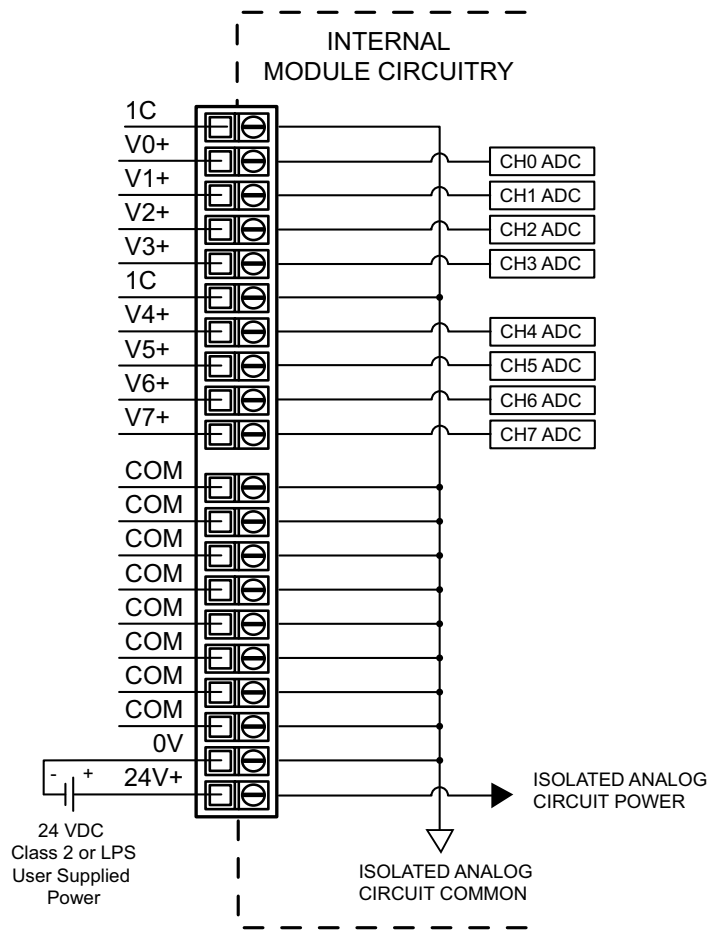 INTERNAL
MODULE CIRCUITRY
1C
V0+
CH0 ADC
V1+
CH1 ADC
V2+
CH2 ADC
V3+
CH3 ADC
1C
V4+
CH4 ADC
V5+
CH5 ADC
V6+
CH6 ADC
V7+
CH7 ADC
COM
COM
COM
COM
COM
COM
COM
COM
0V
- +
24V+
ISOLATED ANALOG
CIRCUIT POWER
24 VDC
Class 2 or LPS
User Supplied
Power
ISOLATED ANALOG
CIRCUIT COMMON